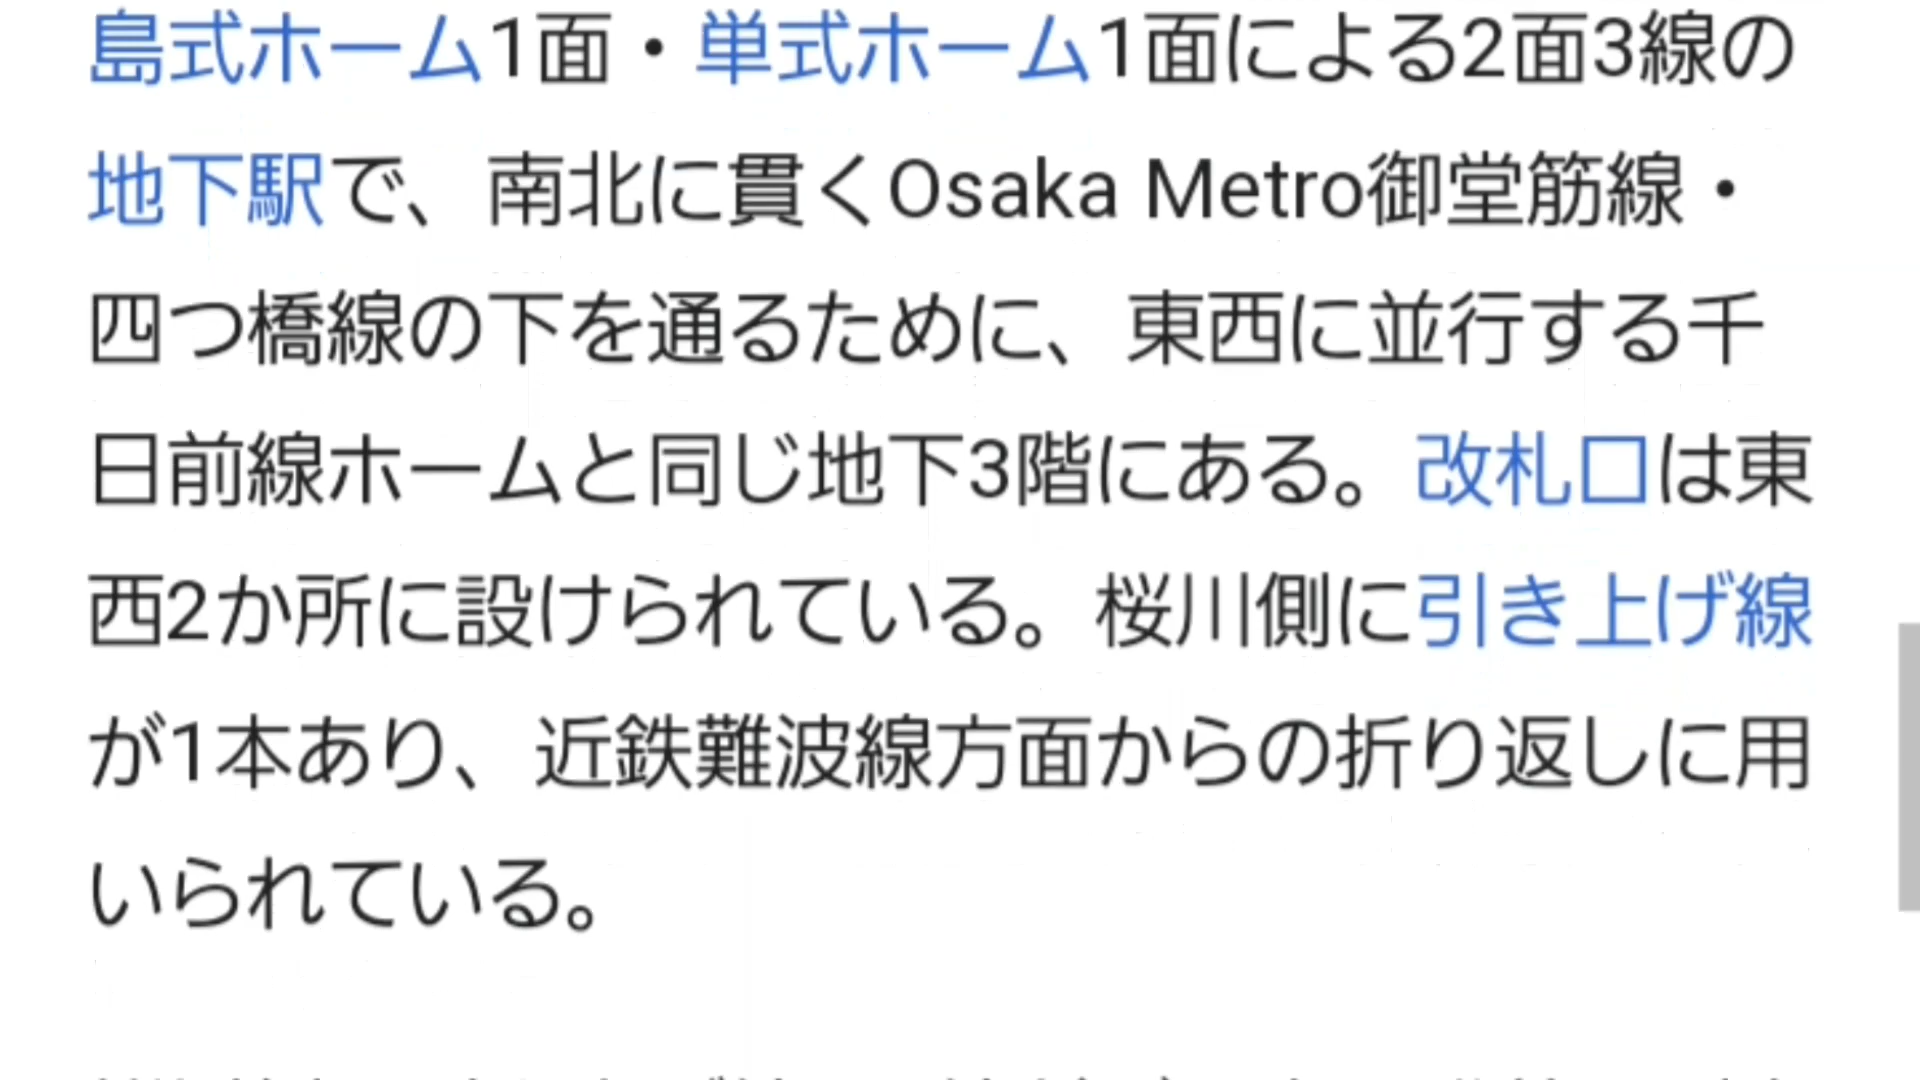 島式ホーム1面・単式ホーム1面による2面3線の
地下駅で、南北に貫くOsaka Metro御堂筋線・
四つ橋線の下を通るために、東西に並行する千
日前線ホームと同じ地下3階にある。改札口は東
西2か所に設けられている。桜川側に引き上げ線
が1本あり、近鉄難波線方面からの折り返しに用
いられている。